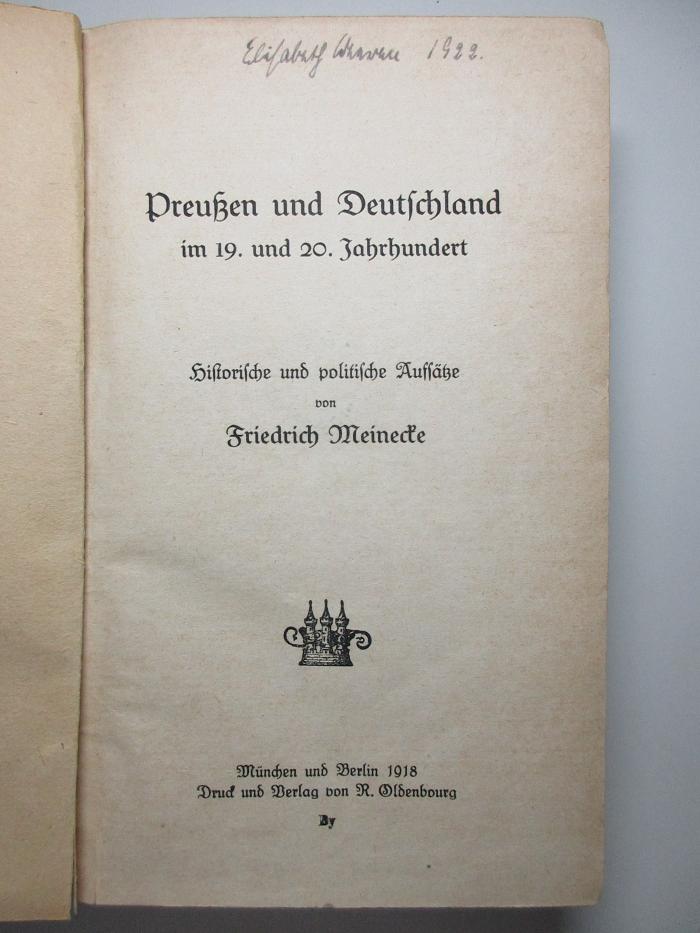 Elisabeth 1922.
Preußen und Deutschland
im 19. und 20. Jahrhundert
Historische und politische Aufsätze
von
Friedrich Meinecke
München und Berlin 1918
Druck und Verlag von R. Oldenbourg
By